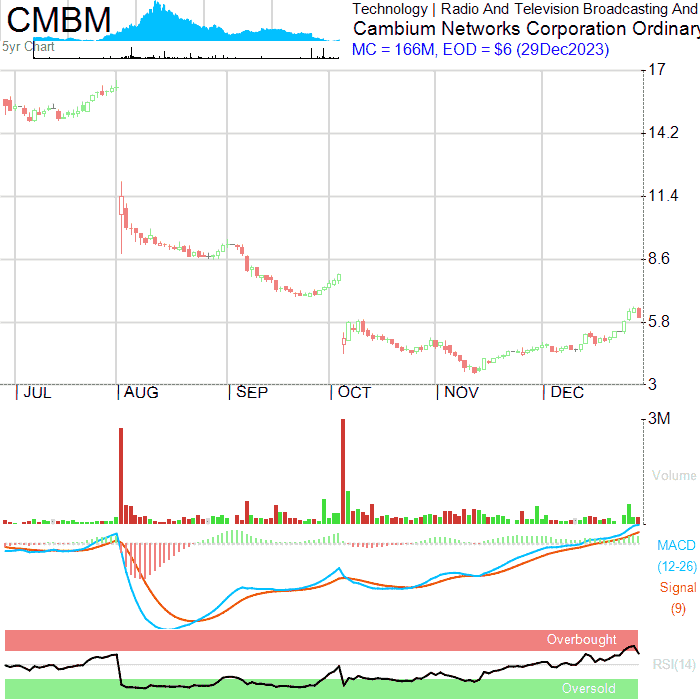 CMBM
5yr Chart
Technology | Radio And Television Broadcasting And
Cambium Networks Corporation Ordinary
MC = 166M, EOD = $6 (29Dec2023)
17
14.2
11.4
8.6
5.8
3
JUL AUG SEP OCT NOV DEC
3M
Volume
MACD
(12-26)
Signal
(9)
Overbought
RSI(14)
Oversold